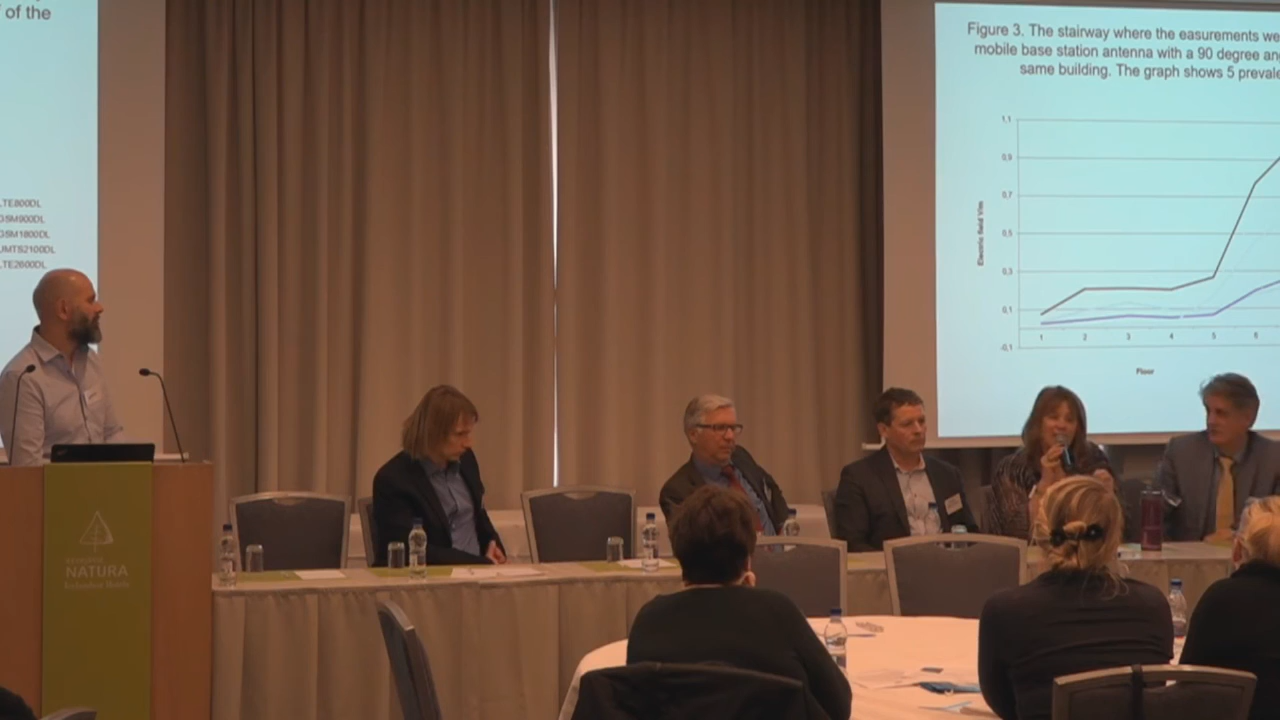 of the
LTE800DL
GSM900DL
GSM1800DL
UMTS2100DL
LTE2600DL
NATURA
Figure 3. The stairway where the easurements we
mobile base station antenna with a 90 degree an
same building. The graph shows 5 prevale
1,1
0,9
0,7
0,5
0,3
0,1
-0,1
Electric field V/m
1 2 3 4 5 6
Floor